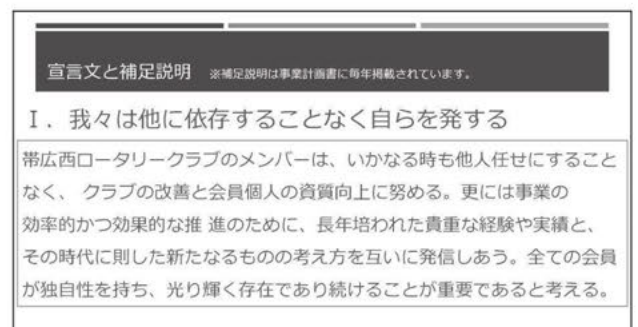 宣言文と補足説明 ※補足説明は事業計画書に毎年掲載されています。
Ⅰ．我々は他に依存することなく自らを発する
帯広西ロータリークラブのメンバーは、いかなる時も他人任せにすること
なく、 クラブの改善と会員個人の資質向上に努める。更には事業の
効率的かつ効果的な推 進のために、長年培われた貴重な経験や実績と、
その時代に則した新たなるものの考え方を互いに発信しあう。全ての会員
が独自性を持ち、光り輝く存在であり続けることが重要であると考える。